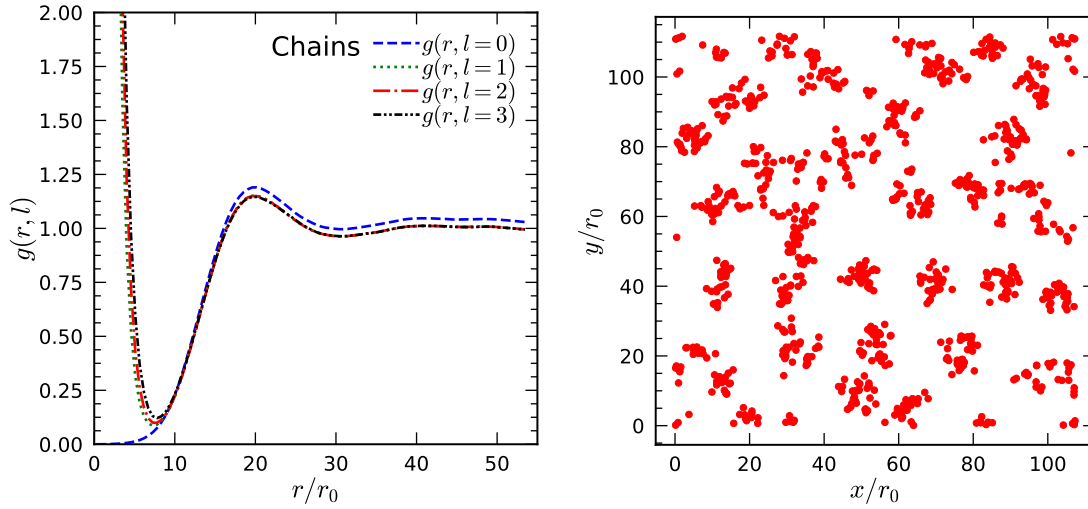 2.00
1.75
1.50
1.25
1.00
0.75
0.50
0.25
0.00
g(r, l)
0 10 20 30 40 50
r/r₀
Chains
g(r, l=0)
g(r, l=1)
g(r, l=2)
g(r, l=3)
100
80
60
40
20
0
y/r₀
0 20 40 60 80 100
x/r₀